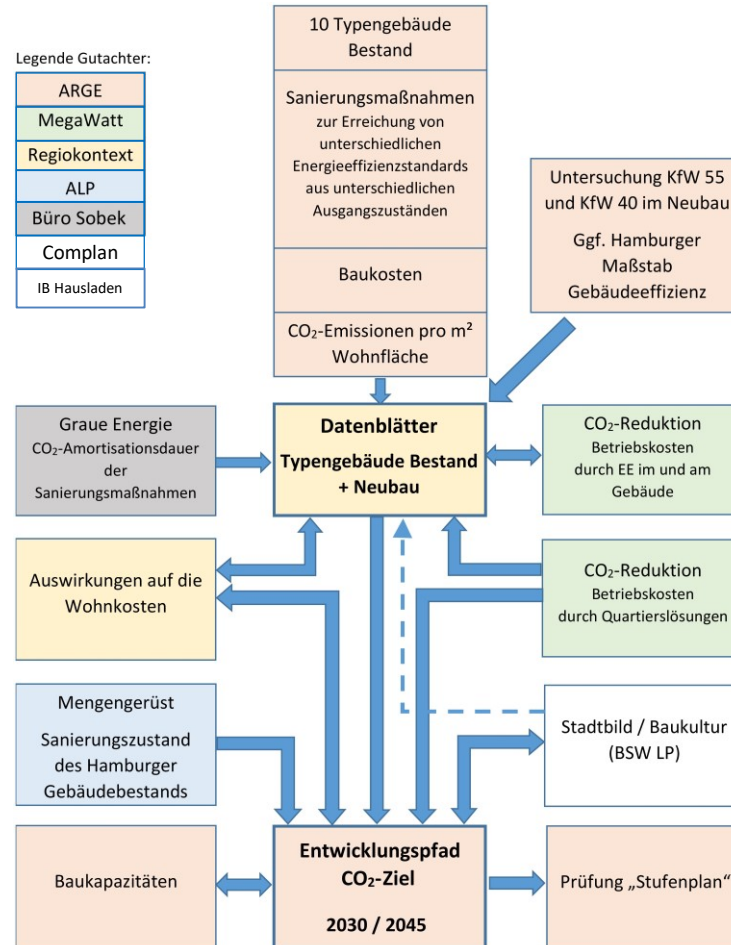 Legende Gutachter:
ARGE
MegaWatt
Regiokontext
ALP
Büro Sobek
Complan
IB Hausladen
10 Typengebäude
Bestand
Sanierungsmaßnahmen
zur Erreichung von
unterschiedlichen
Energieeffizienzstandards
aus unterschiedlichen
Ausgangszuständen
Baukosten
CO₂-Emissionen pro m²
Wohnfläche
Untersuchung KfW 55
und KfW 40 im Neubau
Ggf. Hamburger
Maßstab
Gebäudeeffizienz
Graue Energie
CO₂-Amortisationsdauer
der
Sanierungsmaßnahmen
Datenblätter
Typengebäude Bestand
+ Neubau
CO₂-Reduktion
Betriebskosten
durch EE im und am
Gebäude
Auswirkungen auf die
Wohnkosten
CO₂-Reduktion
Betriebskosten
durch Quartierslösungen
Mengengerüst
Sanierungszustand
des Hamburger
Gebäudebestands
Stadtbild / Baukultur
(BSW LP)
Baukapazitäten
Entwicklungspfad
CO₂-Ziel
2030 / 2045
Prüfung „Stufenplan“